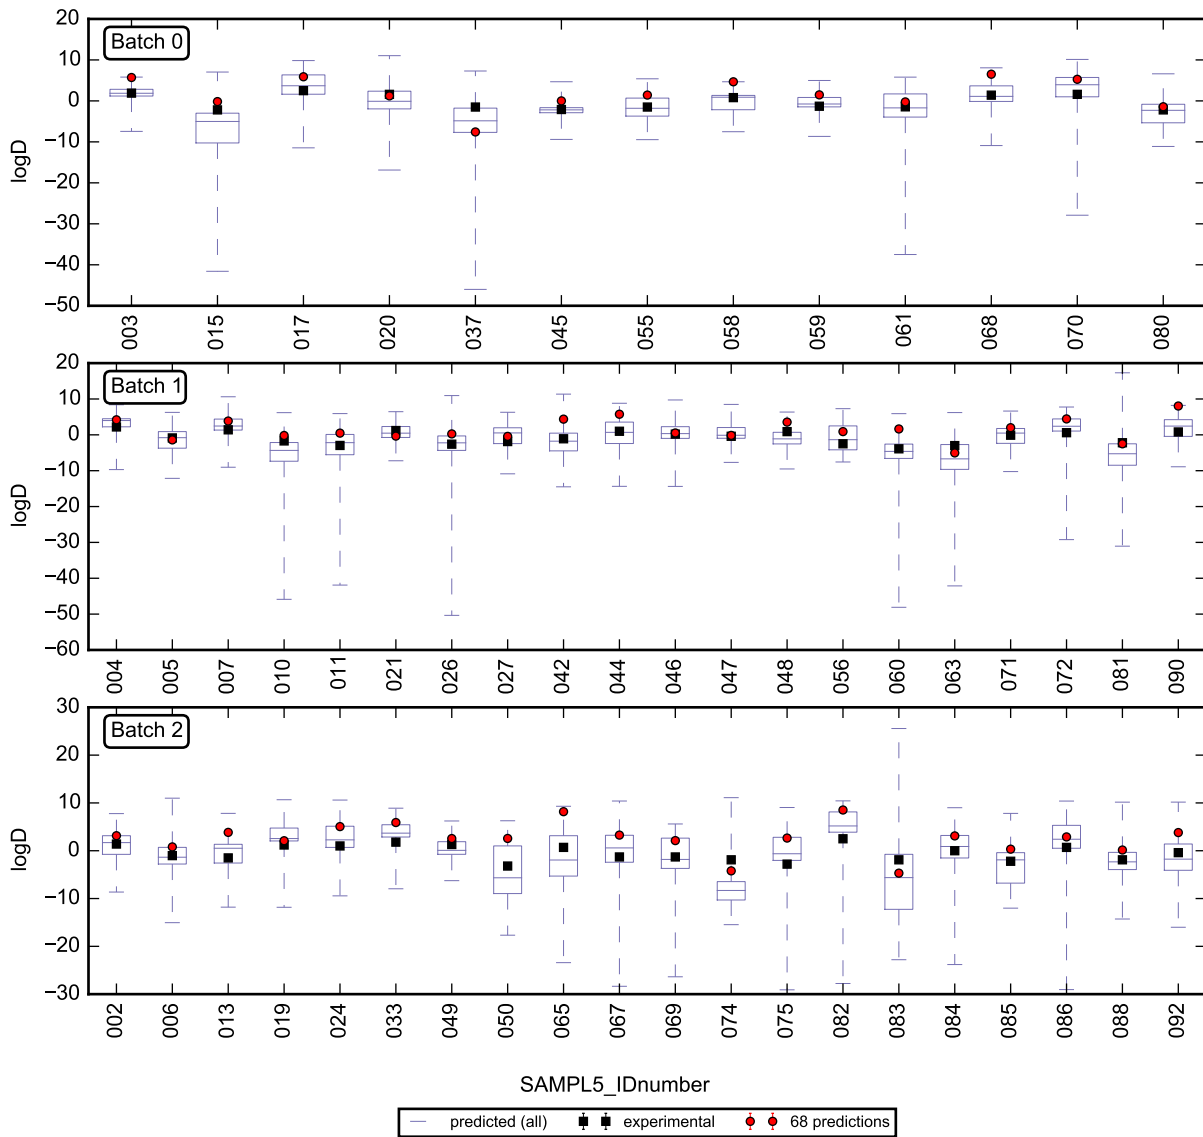 Batch 0
logD
20
10
0
−10
−20
−30
−40
−50
003 015 017 020 037 045 055 058 059 061 068 070 080
Batch 1
logD
20
10
0
−10
−20
−30
−40
−50
−60
004 005 007 010 011 021 026 027 042 044 046 047 048 056 060 063 071 072 081 090
Batch 2
logD
30
20
10
0
−10
−20
−30
002 006 013 019 024 033 049 050 065 067 069 074 075 082 083 084 085 086 088 092
SAMPL5_IDnumber
predicted (all) experimental 68 predictions